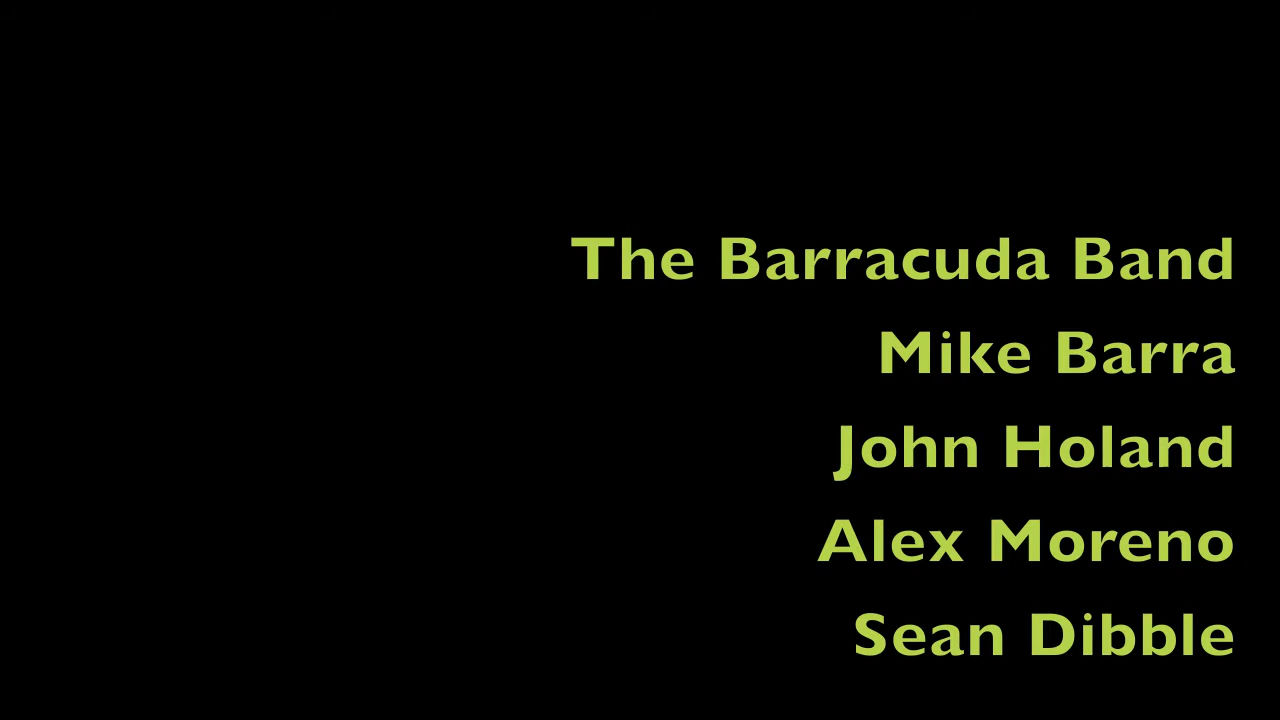 The Barracuda Band
Mike Barra
John Holand
Alex Moreno
Sean Dibble